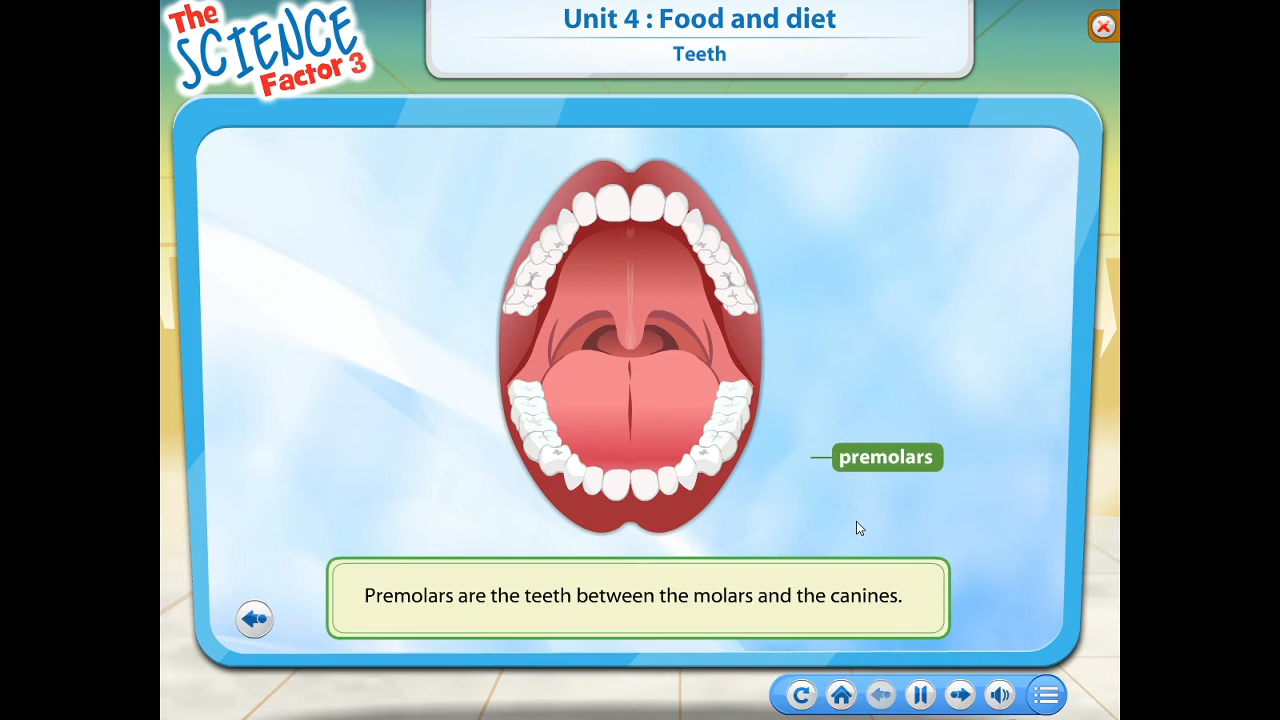 The
SCIENCE
Factor 3
Unit 4 : Food and diet
Teeth
premolars
Premolars are the teeth between the molars and the canines.